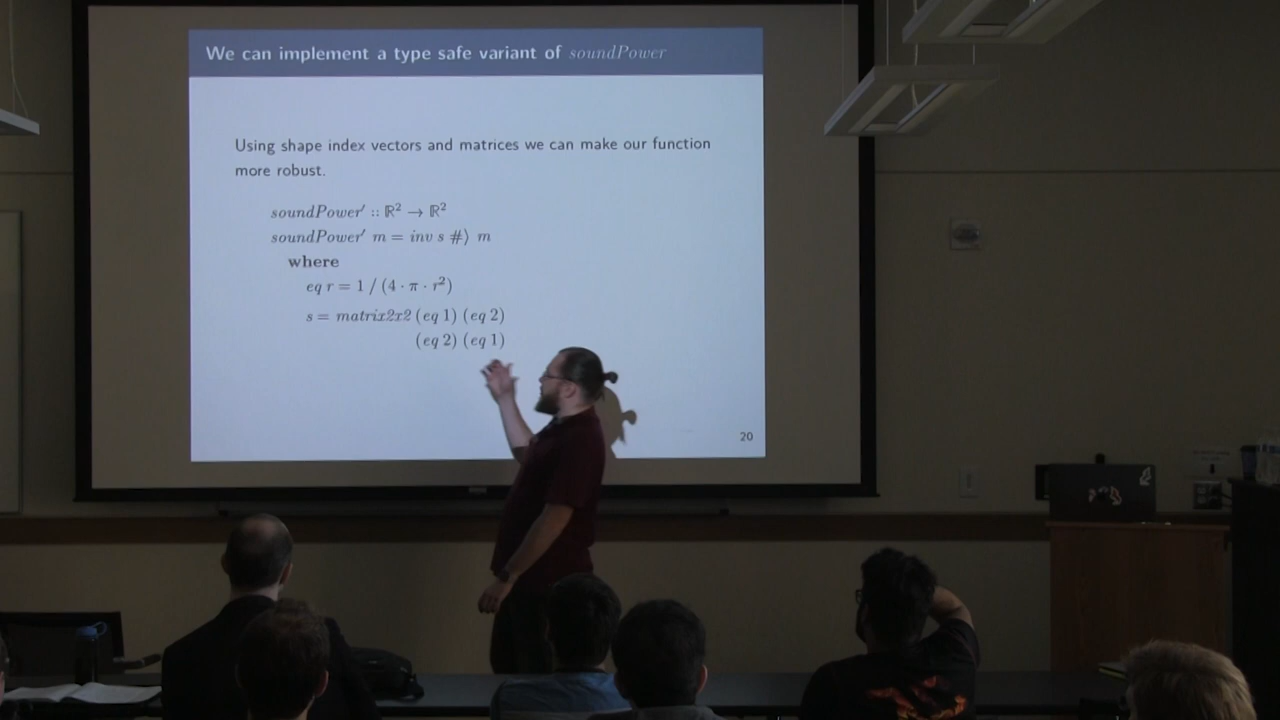 We can implement a type safe variant of soundPower
Using shape index vectors and matrices we can make our function
more robust.
soundPower′ :: ℝ² → ℝ²
soundPower′ m = inv s #⟩ m
where
eq r = 1 / (4 · π · r²)
s = matrix2x2 (eq 1) (eq 2)
(eq 2) (eq 1)
20